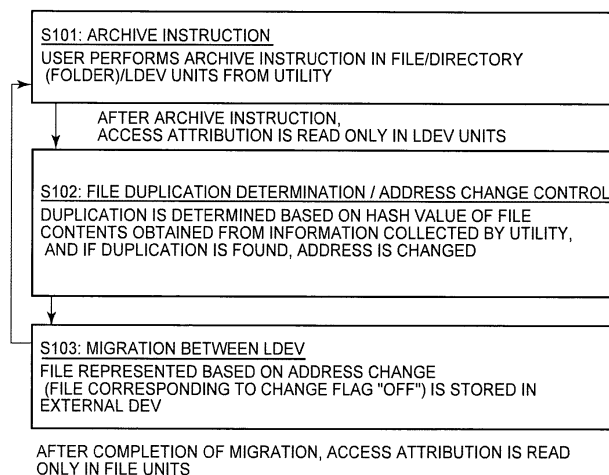 S101: ARCHIVE INSTRUCTION
USER PERFORMS ARCHIVE INSTRUCTION IN FILE/DIRECTORY
(FOLDER)/LDEV UNITS FROM UTILITY
AFTER ARCHIVE INSTRUCTION,
ACCESS ATTRIBUTION IS READ ONLY IN LDEV UNITS
S102: FILE DUPLICATION DETERMINATION / ADDRESS CHANGE CONTROL
DUPLICATION IS DETERMINED BASED ON HASH VALUE OF FILE
CONTENTS OBTAINED FROM INFORMATION COLLECTED BY UTILITY,
AND IF DUPLICATION IS FOUND, ADDRESS IS CHANGED
S103: MIGRATION BETWEEN LDEV
FILE REPRESENTED BASED ON ADDRESS CHANGE
(FILE CORRESPONDING TO CHANGE FLAG "OFF") IS STORED IN
EXTERNAL DEV
AFTER COMPLETION OF MIGRATION, ACCESS ATTRIBUTION IS READ
ONLY IN FILE UNITS